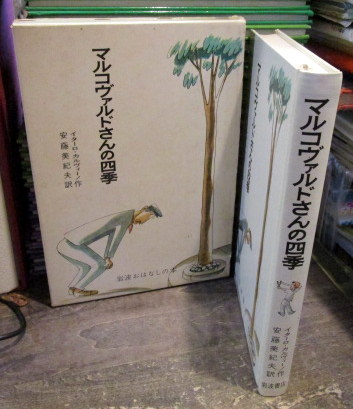 マルコヴァルドさんの四季
イターロ・カルヴィーノ作
安藤美紀夫訳
岩波おはなしの本
マルコヴァルドさんの四季
イターロ・カルヴィーノ作
安藤美紀夫訳
岩波書店